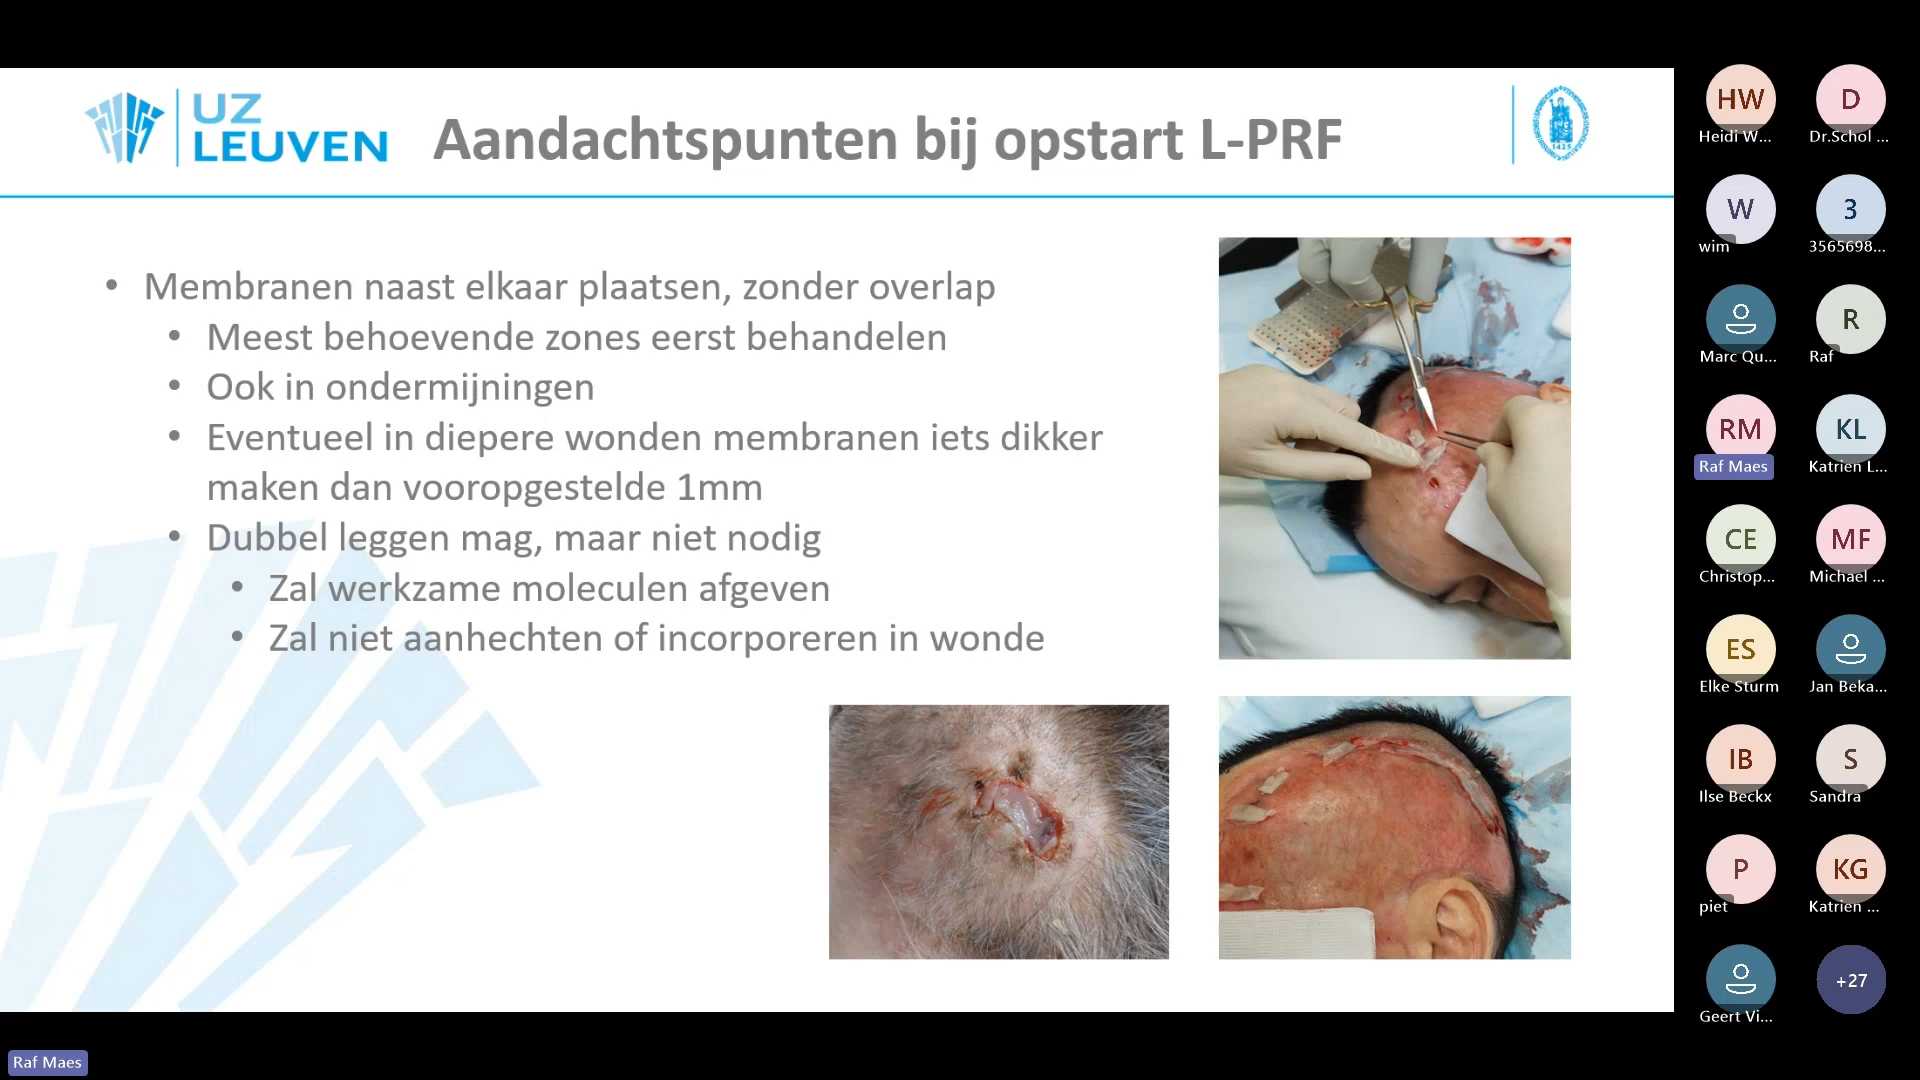 UZ
LEUVEN
Aandachtspunten bij opstart L-PRF
1425
• Membranen naast elkaar plaatsen, zonder overlap
• Meest behoevende zones eerst behandelen
• Ook in ondermijningen
• Eventueel in diepere wonden membranen iets dikker
maken dan vooropgestelde 1mm
• Dubbel leggen mag, maar niet nodig
• Zal werkzame moleculen afgeven
• Zal niet aanhechten of incorporeren in wonde
HW
Heidi W...
D
Dr.Schol ...
W
wim
3
3565698...
Marc Qu...
R
Raf
RM
Raf Maes
KL
Katrien L...
CE
Christop...
MF
Michael ...
ES
Elke Sturm
Jan Beka...
IB
Ilse Beckx
S
Sandra
P
piet
KG
Katrien ...
Geert Vi...
+27
Raf Maes